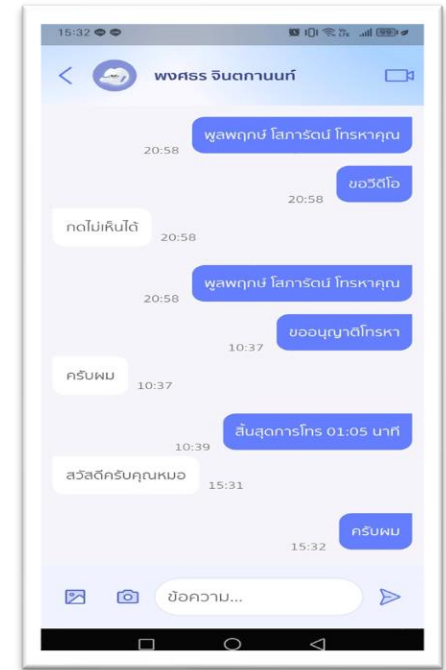 15:32
99
พงศธร จินตกานนท์
พูลพฤกษ์ โสภารัตน์ โทรหาคุณ
20:58
ขอวีดีโอ
20:58
กดไม่เห็นได้
20:58
พูลพฤกษ์ โสภารัตน์ โทรหาคุณ
20:58
ขออนุญาติโทรหา
10:37
ครับผม
10:37
สิ้นสุดการโทร 01:05 นาที
10:39
สวัสดีครับคุณหมอ
15:31
ครับผม
15:32
ข้อความ...